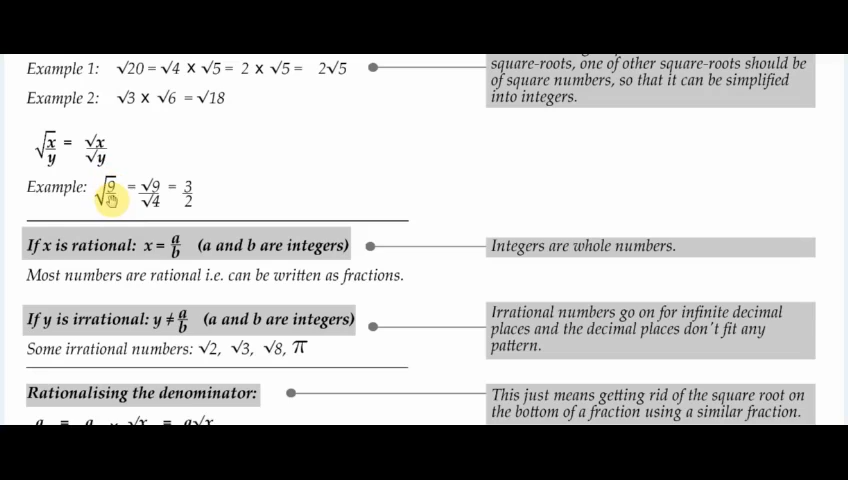 square-roots, one of other square-roots should be
Example 1: √20 = √4 x √5 = 2 x √5 = 2√5
of square numbers, so that it can be simplified
into integers.
Example 2: √3 x √6 = √18
√x/y = √x/√y
Example: √9 = √9/√4 = 3/2
If x is rational: x = a/b (a and b are integers)
Integers are whole numbers.
Most numbers are rational i.e. can be written as fractions.
If y is irrational: y ≠ a/b (a and b are integers)
Irrational numbers go on for infinite decimal
places and the decimal places don't fit any
pattern.
Some irrational numbers: √2, √3, √8, π
Rationalising the denominator:
This just means getting rid of the square root on
the bottom of a fraction using a similar fraction.